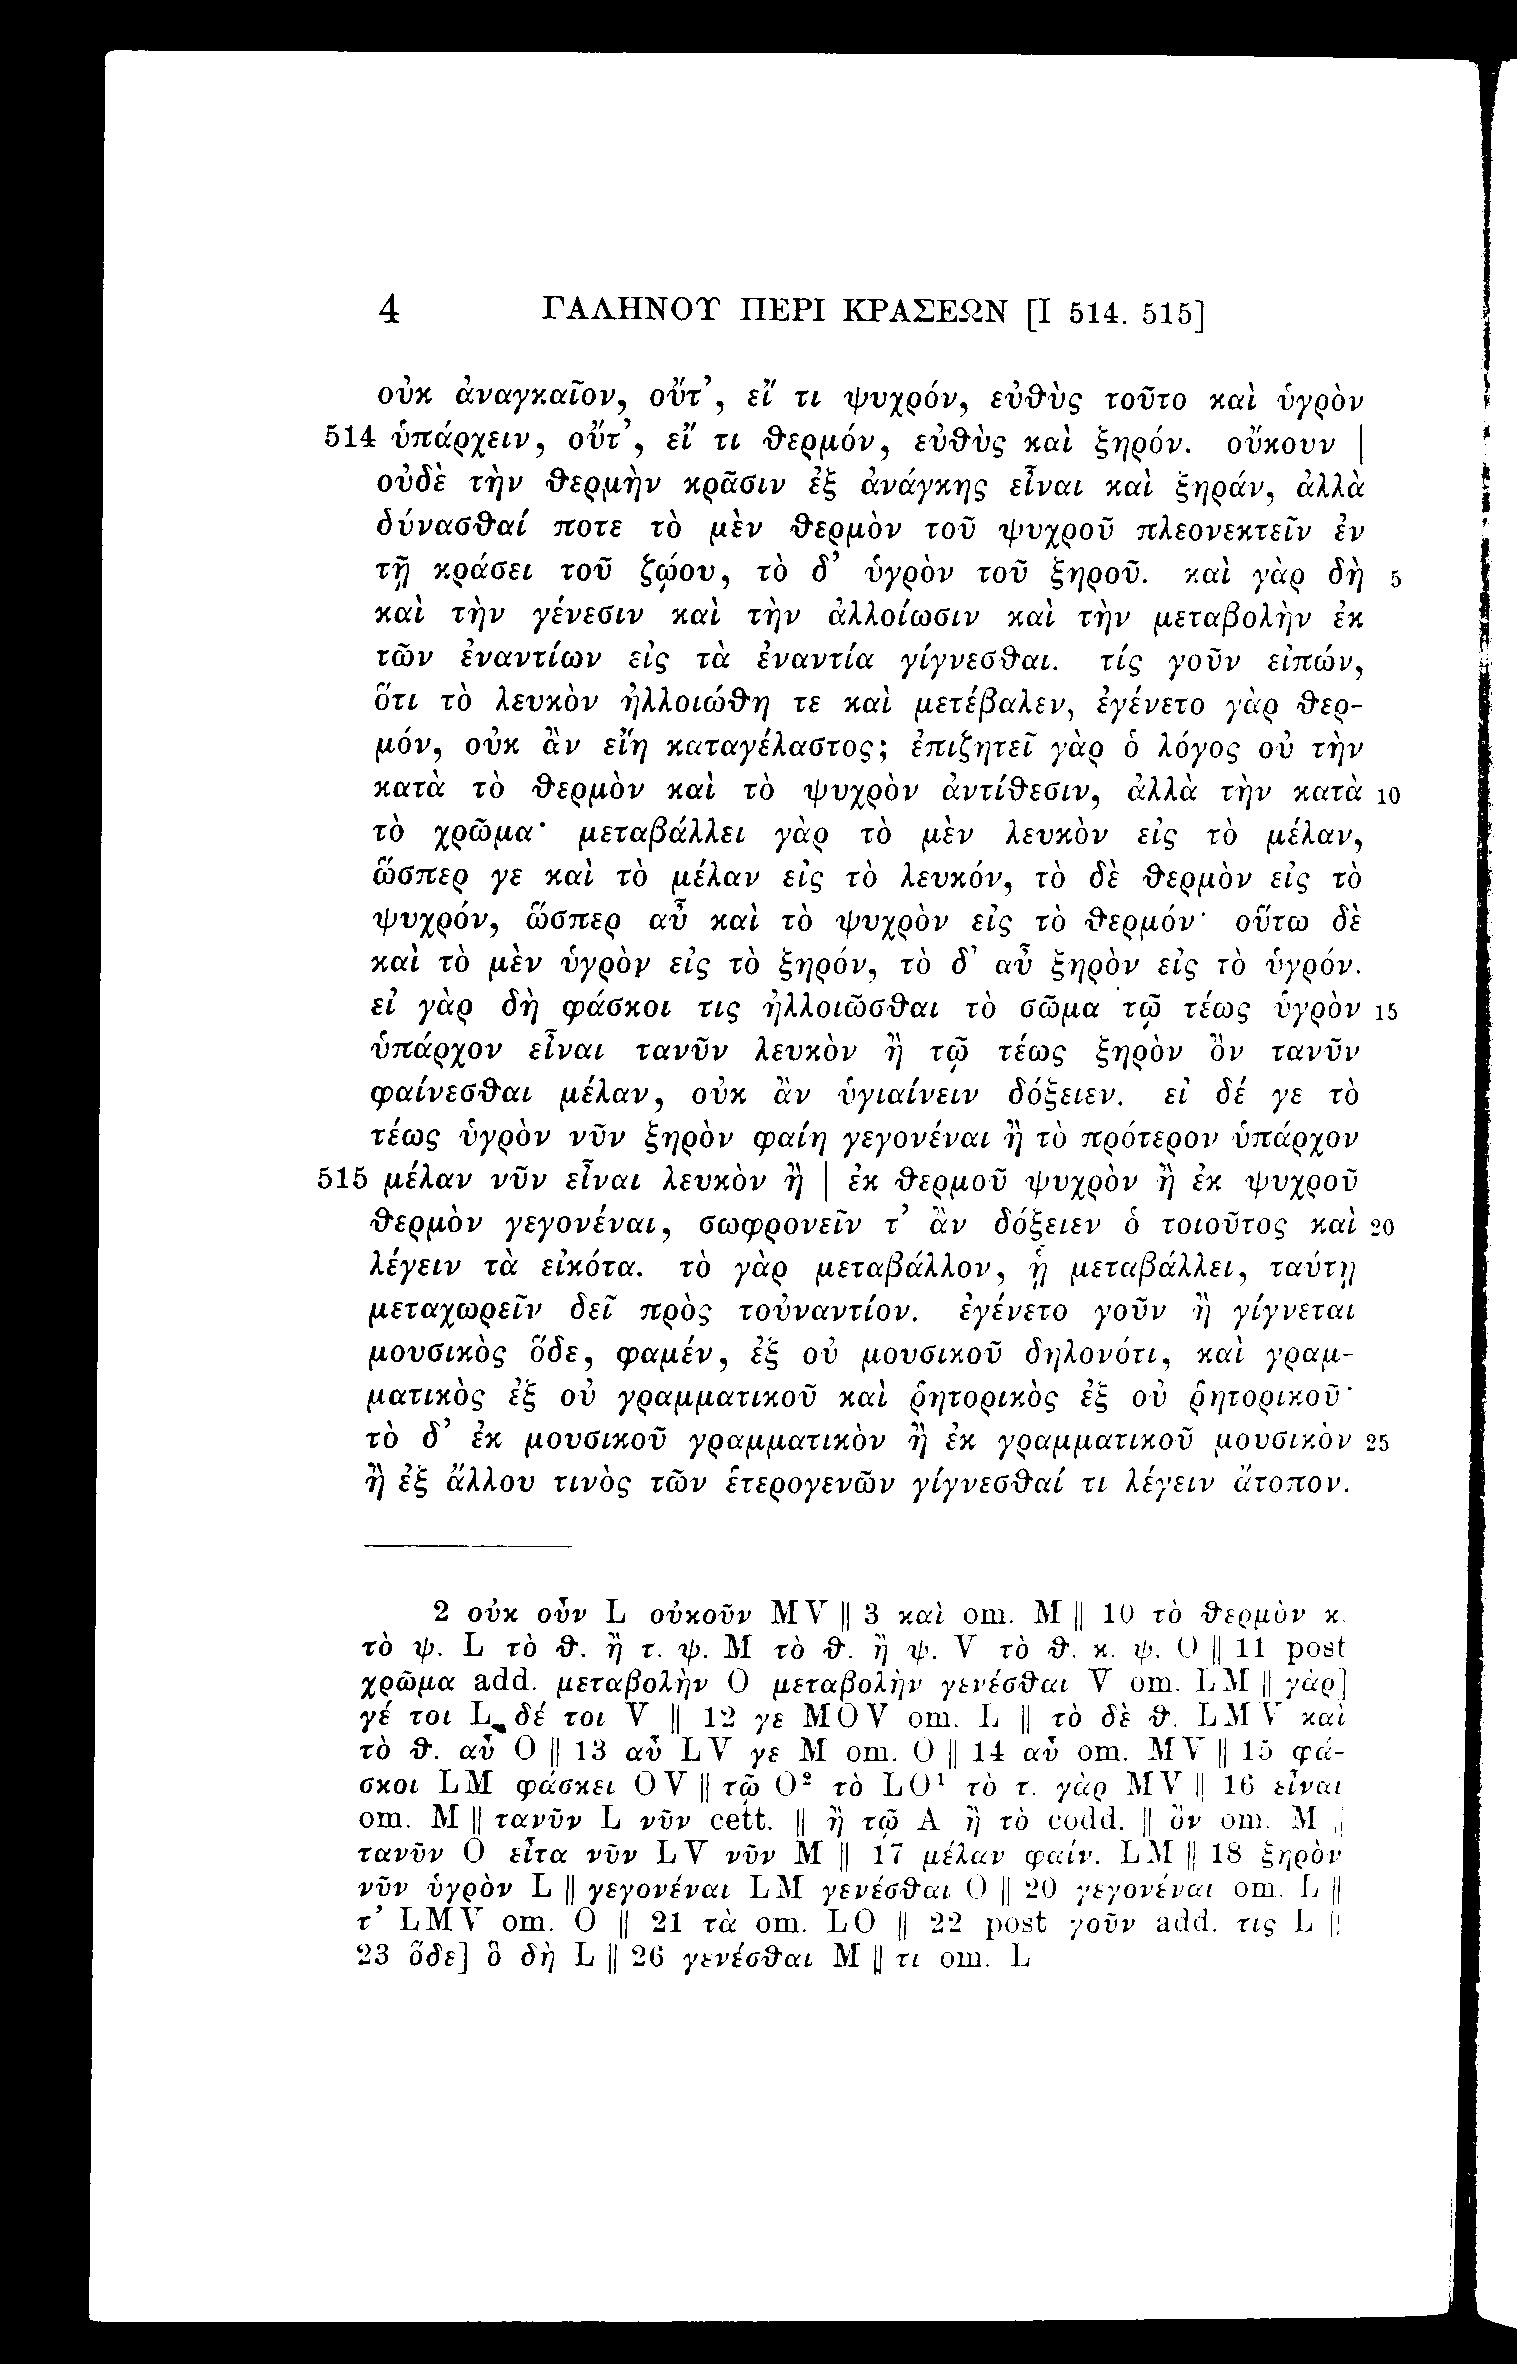 4 ΓΑΛΗΝΟΥ ΠΕΡΙ ΚΡΑΣΕΩΝ [I 514. 515]
οὐκ ἀναγκαῖον, οὔτ’, εἴ τι ψυχρόν, εὐθὺς τοῦτο καὶ ὑγρὸν
514 ὑπάρχειν, οὔτ’, εἴ τι θερμόν, εὐθὺς καὶ ξηρόν. οὔκουν |
οὐδὲ τὴν θερμὴν κρᾶσιν ἐξ ἀνάγκης εἶναι καὶ ξηράν, ἀλλὰ
δύνασθαί ποτε τὸ μὲν θερμὸν τοῦ ψυχροῦ πλεονεκτεῖν ἐν
τῇ κράσει τοῦ ζῴου, τὸ δ’ ὑγρὸν τοῦ ξηροῦ. καὶ γὰρ δὴ 5
καὶ τὴν γένεσιν καὶ τὴν ἀλλοίωσιν καὶ τὴν μεταβολὴν ἐκ
τῶν ἐναντίων εἰς τὰ ἐναντία γίγνεσθαι. τίς γοῦν εἰπών,
ὅτι τὸ λευκὸν ἠλλοιώθη τε καὶ μετέβαλεν, ἐγένετο γὰρ θερ-
μόν, οὐκ ἂν εἴη καταγέλαστος; ἐπιζητεῖ γὰρ ὁ λόγος οὐ τὴν
κατὰ τὸ θερμὸν καὶ τὸ ψυχρὸν ἀντίθεσιν, ἀλλὰ τὴν κατὰ 10
τὸ χρῶμα· μεταβάλλει γὰρ τὸ μὲν λευκὸν εἰς τὸ μέλαν,
ὥσπερ γε καὶ τὸ μέλαν εἰς τὸ λευκόν, τὸ δὲ θερμὸν εἰς τὸ
ψυχρόν, ὥσπερ αὖ καὶ τὸ ψυχρὸν εἰς τὸ θερμόν· οὕτω δὲ
καὶ τὸ μὲν ὑγρὸν εἰς τὸ ξηρόν, τὸ δ’ αὖ ξηρὸν εἰς τὸ ὑγρόν.
εἰ γὰρ δὴ φάσκοι τις ἠλλοιῶσθαι τὸ σῶμα τῷ τέως ὑγρὸν 15
ὑπάρχον εἶναι τανῦν λευκὸν ἢ τῷ τέως ξηρὸν ὂν τανῦν
φαίνεσθαι μέλαν, οὐκ ἂν ὑγιαίνειν δόξειεν. εἰ δέ γε τὸ
τέως ὑγρὸν νῦν ξηρὸν φαίη γεγονέναι ἢ τὸ πρότερον ὑπάρχον
515 μέλαν νῦν εἶναι λευκὸν ἢ | ἐκ θερμοῦ ψυχρὸν ἢ ἐκ ψυχροῦ
θερμὸν γεγονέναι, σωφρονεῖν τ’ ἂν δόξειεν ὁ τοιοῦτος καὶ 20
λέγειν τὰ εἰκότα. τὸ γὰρ μεταβάλλον, ᾗ μεταβάλλει, ταύτῃ
μεταχωρεῖν δεῖ πρὸς τοὐναντίον. ἐγένετο γοῦν ἢ γίγνεται
μουσικὸς ὅδε, φαμέν, ἐξ οὐ μουσικοῦ δηλονότι, καὶ γραμ-
ματικὸς ἐξ οὐ γραμματικοῦ καὶ ῥητορικὸς ἐξ οὐ ῥητορικοῦ·
τὸ δ’ ἐκ μουσικοῦ γραμματικὸν ἢ ἐκ γραμματικοῦ μουσικὸν 25
ἢ ἐξ ἄλλου τινὸς τῶν ἑτερογενῶν γίγνεσθαί τι λέγειν ἄτοπον.
2 οὐκ οὖν L οὐκοῦν MV || 3 καὶ om. M || 10 τὸ θερμὸν κ.
τὸ ψ. L τὸ θ. ἢ τ. ψ. M τὸ θ. ἢ ψ. V τὸ θ. κ. ψ. O || 11 post
χρῶμα add. μεταβολὴν O μεταβολὴν γενέσθαι V om. LM || γὰρ]
γέ τοι L δέ τοι V || 12 γε MOV om. L || τὸ δὲ θ. LMV καὶ
τὸ θ. αὖ O || 13 αὖ LV γε M om. O || 14 αὖ om. MV || 15 φά-
σκοι LM φάσκει OV || τῷ O² τὸ LO¹ τὸ τ. γὰρ MV || 16 εἶναι
om. M || τανῦν L νῦν cett. || ἢ τῷ A ἢ τὸ codd. || ὂν om. M ||
τανῦν O εἶτα νῦν LV νῦν M || 17 μέλαν φαίν. LM || 18 ξηρὸν
νῦν ὑγρὸν L || γεγονέναι LM γενέσθαι O || 20 γεγονέναι om. L ||
τ’ LMV om. O || 21 τὰ om. LO || 22 post γοῦν add. τις L ||
23 ὅδε] ὃ δὴ L || 26 γενέσθαι M || τι om. L